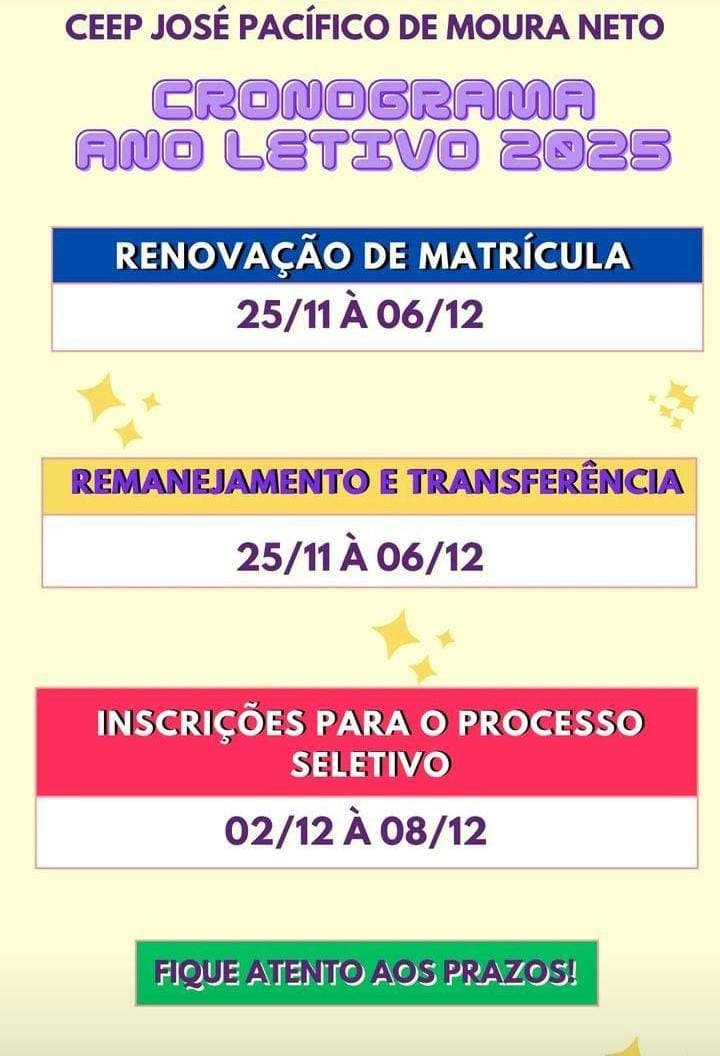 CEEP JOSÉ PACÍFICO DE MOURA NETO
CRONOGRAMA
ANO LETIVO 2025
RENOVAÇÃO DE MATRÍCULA
25/11 À 06/12
REMANEJAMENTO E TRANSFERÊNCIA
25/11 À 06/12
INSCRIÇÕES PARA O PROCESSO
SELETIVO
02/12 À 08/12
FIQUE ATENTO AOS PRAZOS!